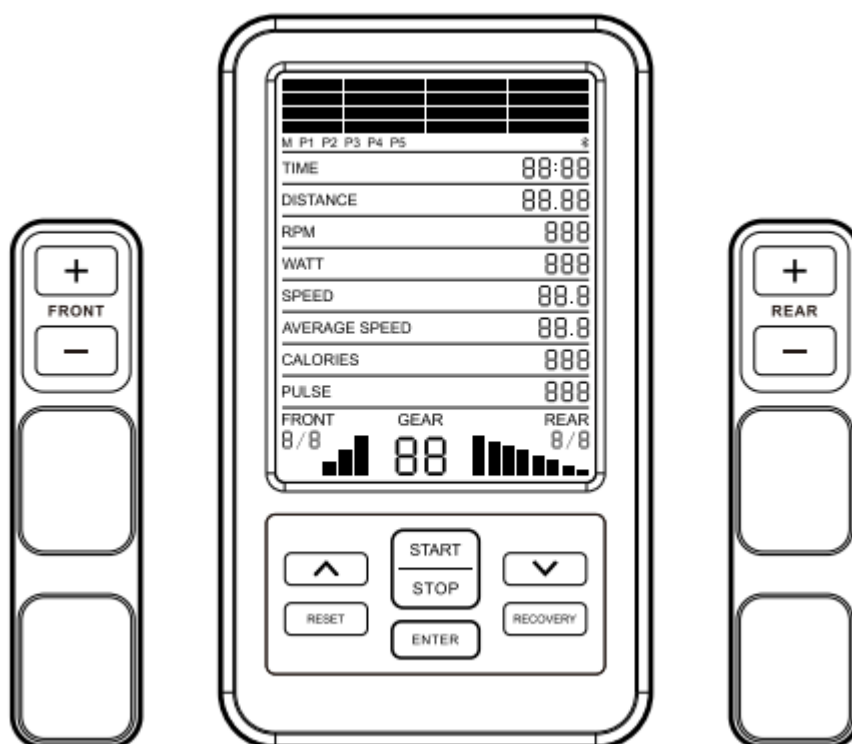 M P1 P2 P3 P4 P5
TIME 88:88
DISTANCE 88.88
RPM 888
WATT 888
SPEED 88.8
AVERAGE SPEED 88.8
CALORIES 888
PULSE 888
FRONT GEAR REAR
8/8 88 8/8
+
FRONT
−
+
REAR
−
START
STOP
RESET
ENTER
RECOVERY